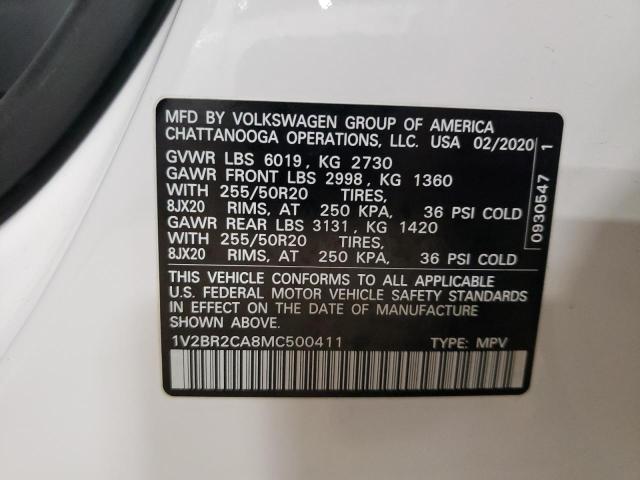 MFD BY VOLKSWAGEN GROUP OF AMERICA
CHATTANOOGA OPERATIONS, LLC. USA 02/2020
GVWR LBS 6019, KG 2730
GAWR FRONT LBS 2998, KG 1360
WITH 255/50R20 TIRES,
8JX20 RIMS, AT 250 KPA, 36 PSI COLD
GAWR REAR LBS 3131, KG 1420
WITH 255/50R20 TIRES,
8JX20 RIMS, AT 250 KPA, 36 PSI COLD
THIS VEHICLE CONFORMS TO ALL APPLICABLE
U.S. FEDERAL MOTOR VEHICLE SAFETY STANDARDS
IN EFFECT ON THE DATE OF MANUFACTURE
SHOWN ABOVE.
1V2BR2CA8MC500411 TYPE: MPV
0930547 1